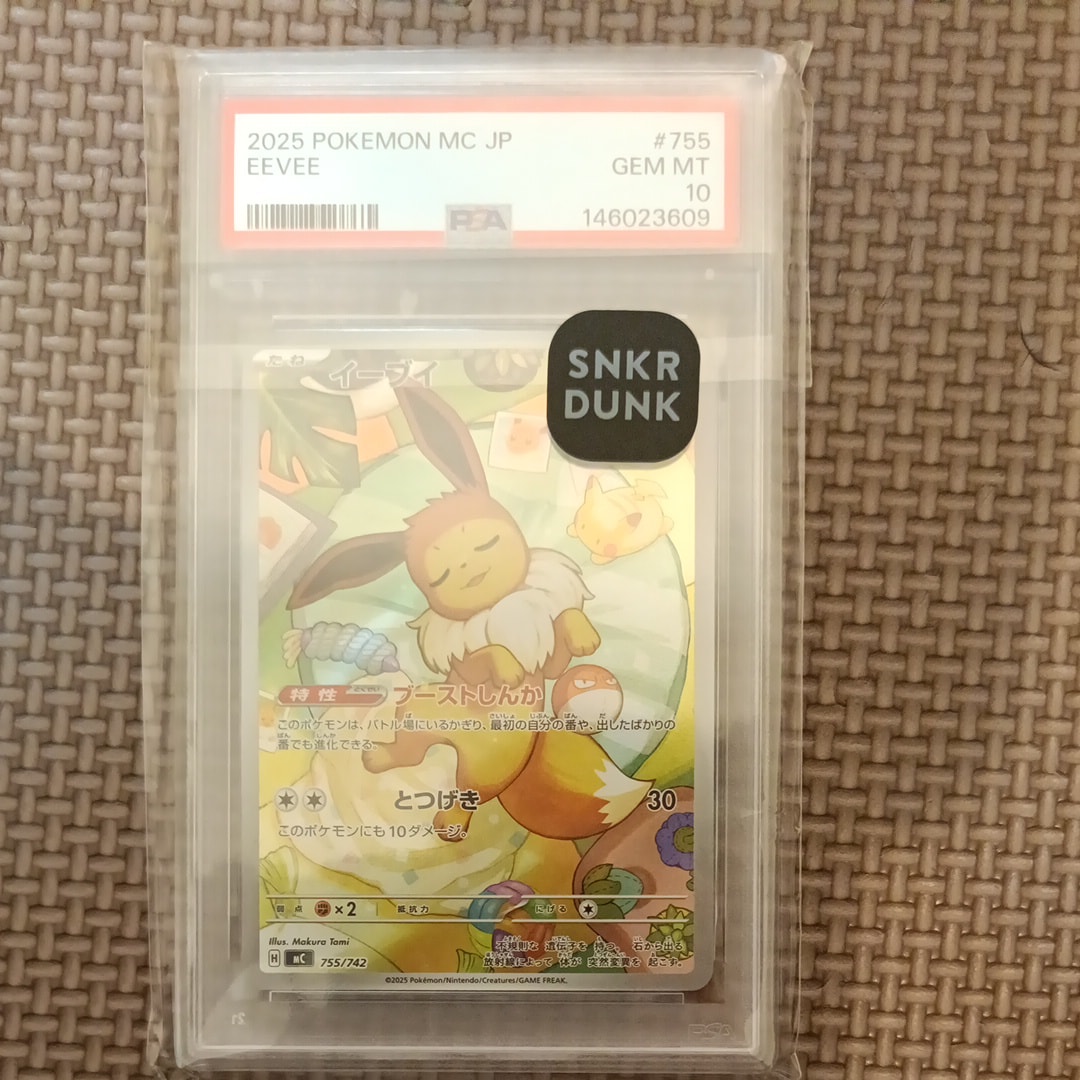 2025 POKEMON MC JP #755
EEVEE GEM MT
10
PSA 146023609
SNKR
DUNK
たね イーブイ
特性 ブーストしんか
このポケモンは、バトル場にいるかぎり、最初の自分の番や、出したばかりの
番でも進化できる。
とつげき 30
このポケモンにも10ダメージ。
弱点 ×2 抵抗力 にげる
Illus. Makura Tami
不規則な 遺伝子を 持つ。 石から出る
H MC 755/742 放射線によって 体が 突然変異を 起こす。
©2025 Pokémon/Nintendo/Creatures/GAME FREAK.